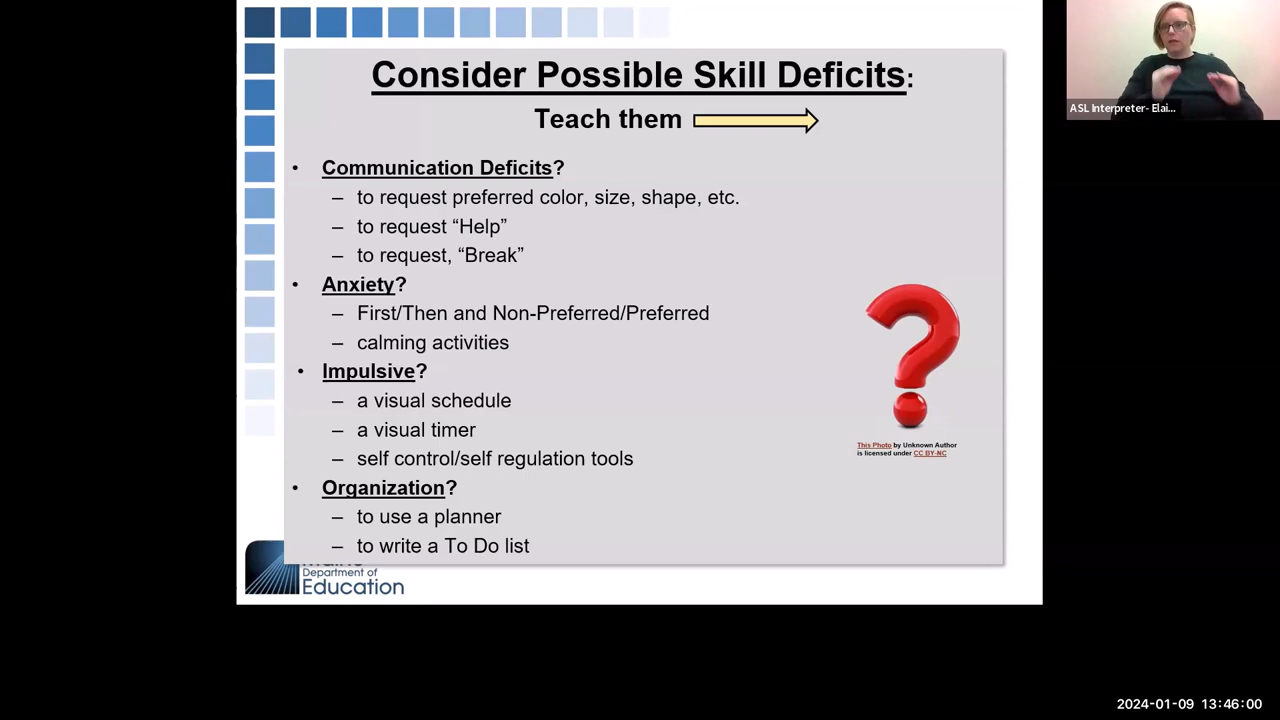 Consider Possible Skill Deficits:
Teach them
• Communication Deficits?
– to request preferred color, size, shape, etc.
– to request “Help”
– to request, “Break”
• Anxiety?
– First/Then and Non-Preferred/Preferred
– calming activities
• Impulsive?
– a visual schedule
– a visual timer
– self control/self regulation tools
• Organization?
– to use a planner
– to write a To Do list
This Photo by Unknown Author
is licensed under CC BY-NC
Department of
Education
ASL Interpreter- Elai...
2024-01-09 13:46:00